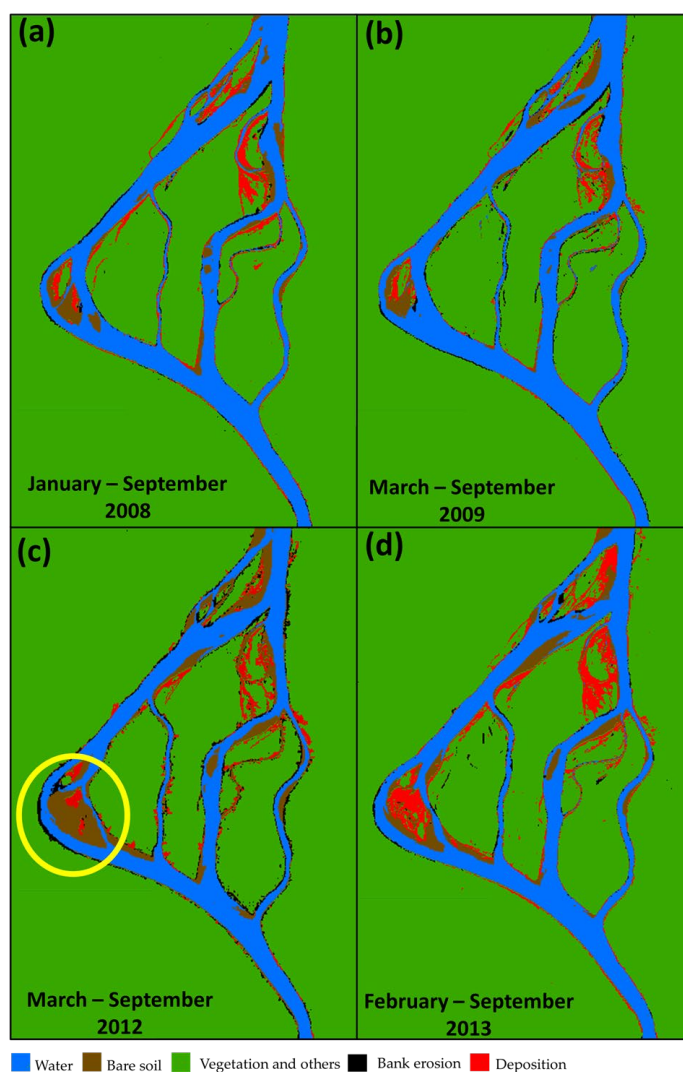 (a)
(b)
January – September
2008
March – September
2009
(c)
(d)
March – September
2012
February – September
2013
Water Bare soil Vegetation and others Bank erosion Deposition